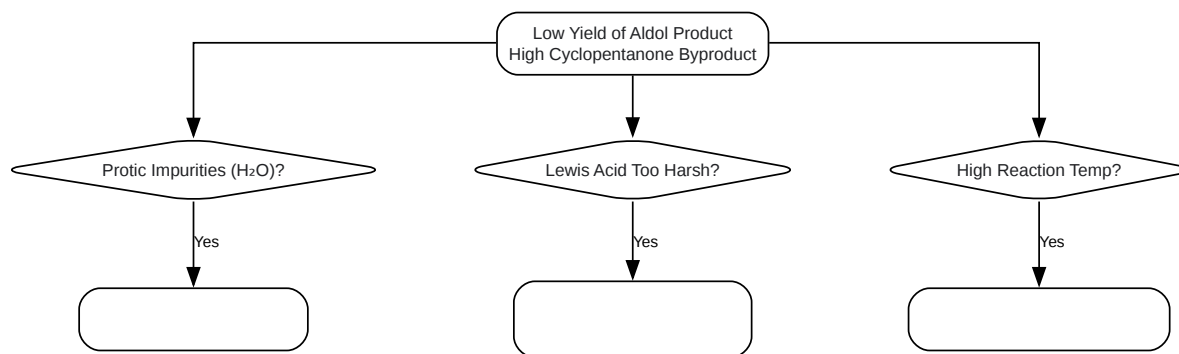 Low Yield of Aldol Product
High Cyclopentanone Byproduct
Protic Impurities (H₂O)?
Lewis Acid Too Harsh?
High Reaction Temp?
Yes
Yes
Yes